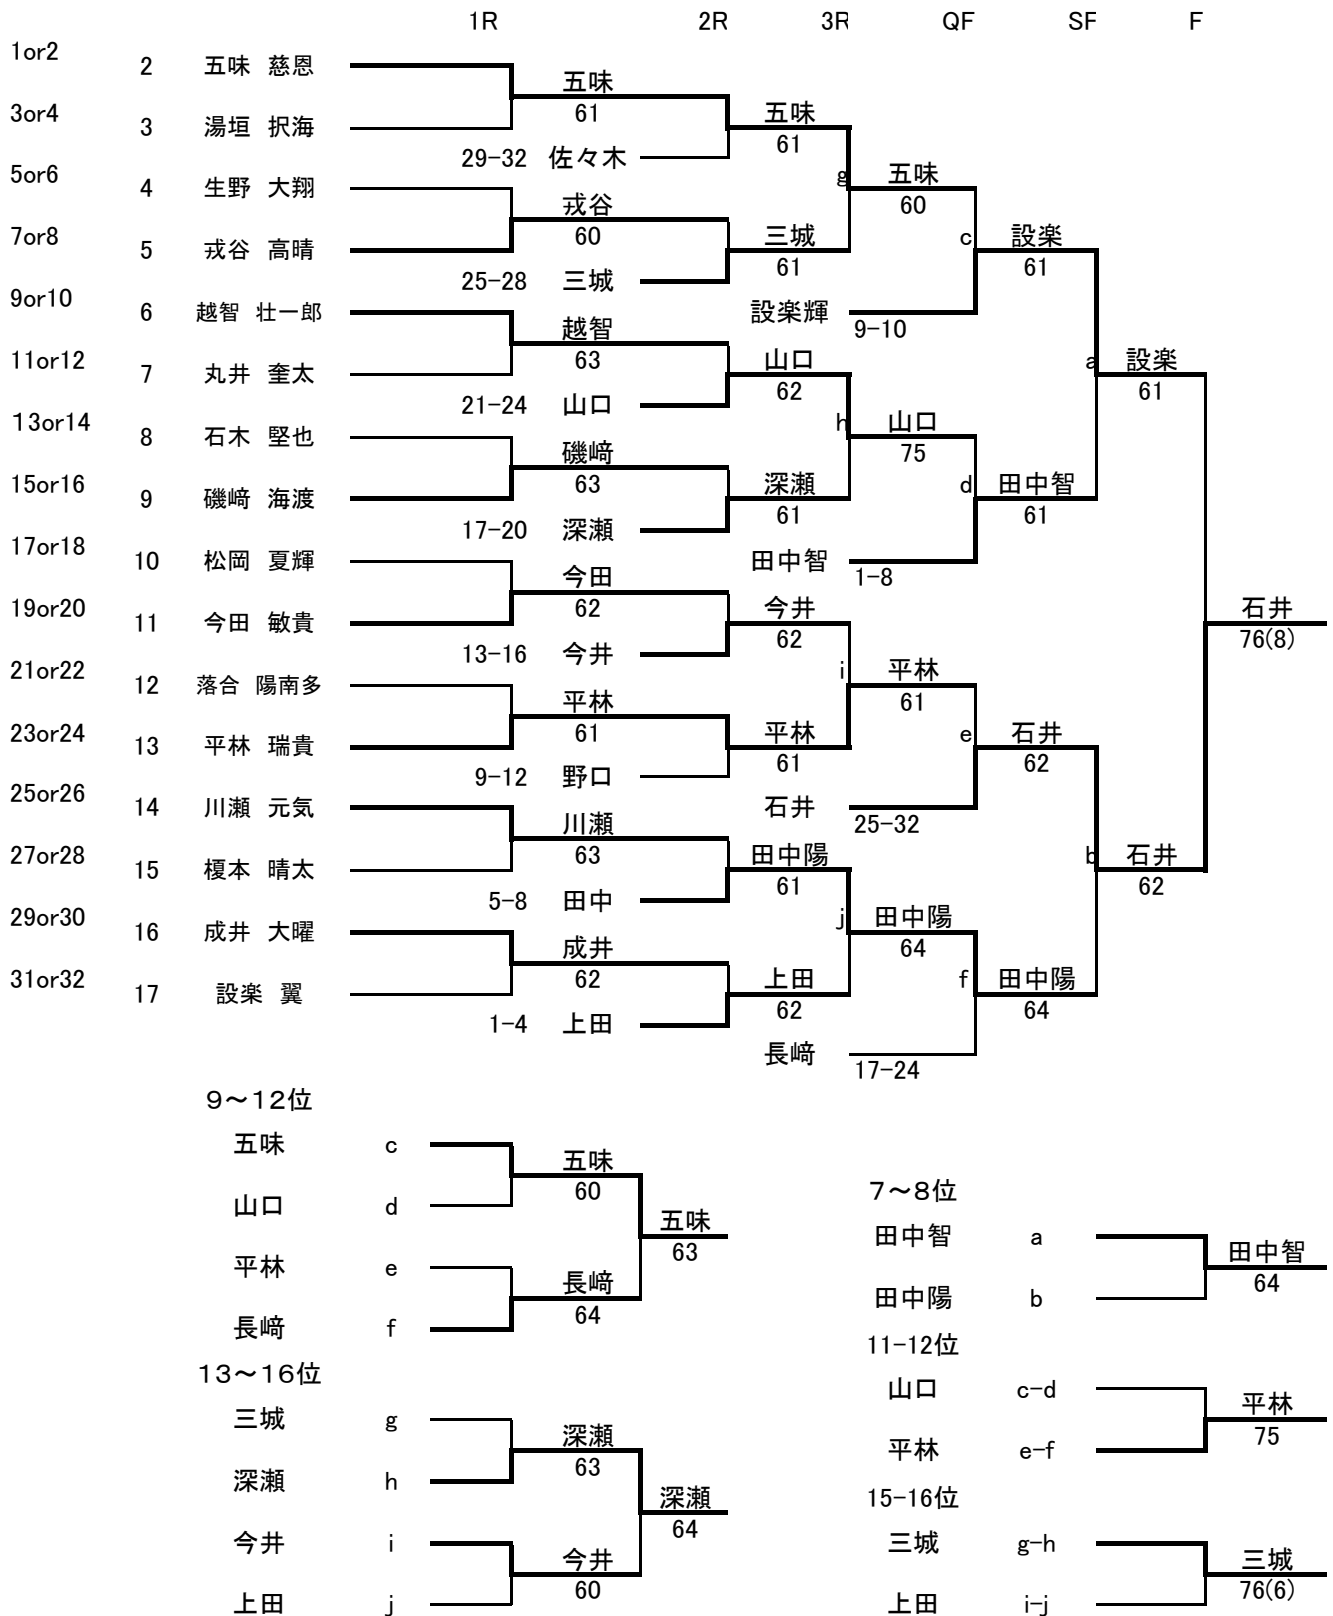 1R 2R 3R QF SF F
1or2
2 五味 慈恩
五味
61
3or4
3 湯垣 択海
五味
61
29-32 佐々木
5or6
4 生野 大翔
g 五味
60
戎谷
60
7or8
5 戎谷 高晴
三城
61
c 設楽
61
25-28 三城
9or10
6 越智 壮一郎
設楽輝 9-10
越智
63
11or12
7 丸井 奎太
山口
62
a 設楽
61
21-24 山口
13or14
8 石木 堅也
h 山口
75
磯﨑
63
15or16
9 磯﨑 海渡
深瀬
61
d 田中智
61
17-20 深瀬
17or18
10 松岡 夏輝
田中智 1-8
今田
62
19or20
11 今田 敏貴
今井
62
石井
76(8)
13-16 今井
21or22
12 落合 陽南多
i 平林
61
平林
61
23or24
13 平林 瑞貴
平林
61
e 石井
62
9-12 野口
25or26
14 川瀬 元気
石井 25-32
川瀬
63
27or28
15 榎本 晴太
田中陽
61
b 石井
62
5-8 田中
29or30
16 成井 大曜
j 田中陽
64
成井
62
31or32
17 設楽 翼
上田
62
f 田中陽
64
1-4 上田
長﨑 17-24
9～12位
五味 c
五味
60
山口 d
五味
63
平林 e
長﨑
64
長﨑 f
13～16位
三城 g
深瀬
63
深瀬 h
深瀬
64
今井 i
今井
60
上田 j
7～8位
田中智 a
田中智
64
田中陽 b
11-12位
山口 c-d
平林
75
平林 e-f
15-16位
三城 g-h
三城
76(6)
上田 i-j